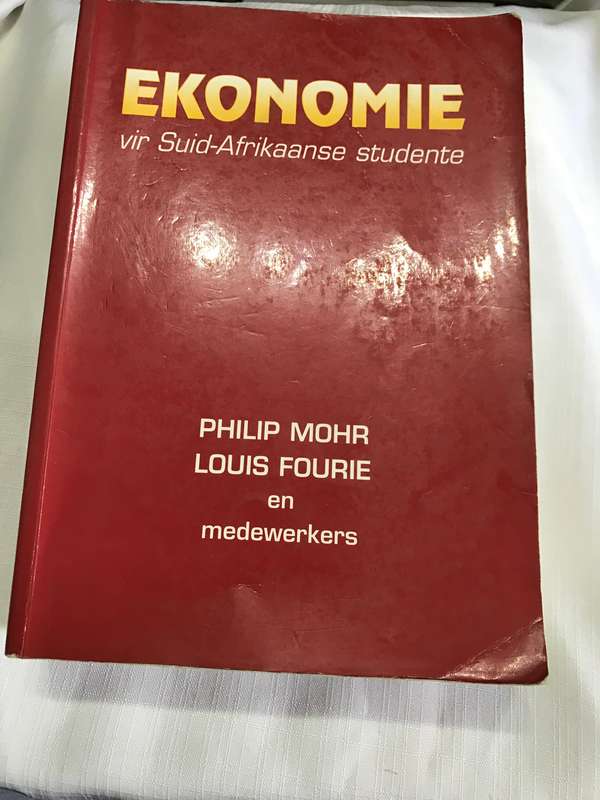 EKONOMIE
vir Suid-Afrikaanse studente
PHILIP MOHR
LOUIS FOURIE
en
medewerkers